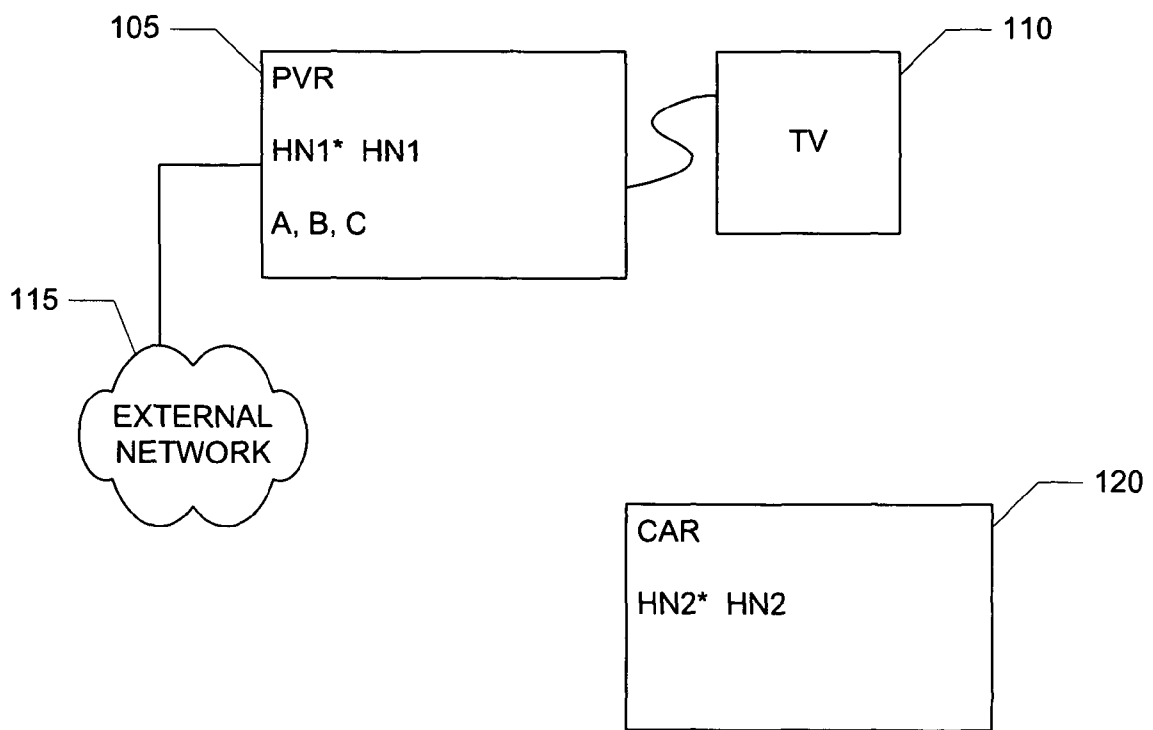 105
110
PVR
TV
HN1* HN1
A, B, C
115
EXTERNAL
NETWORK
120
CAR
HN2* HN2